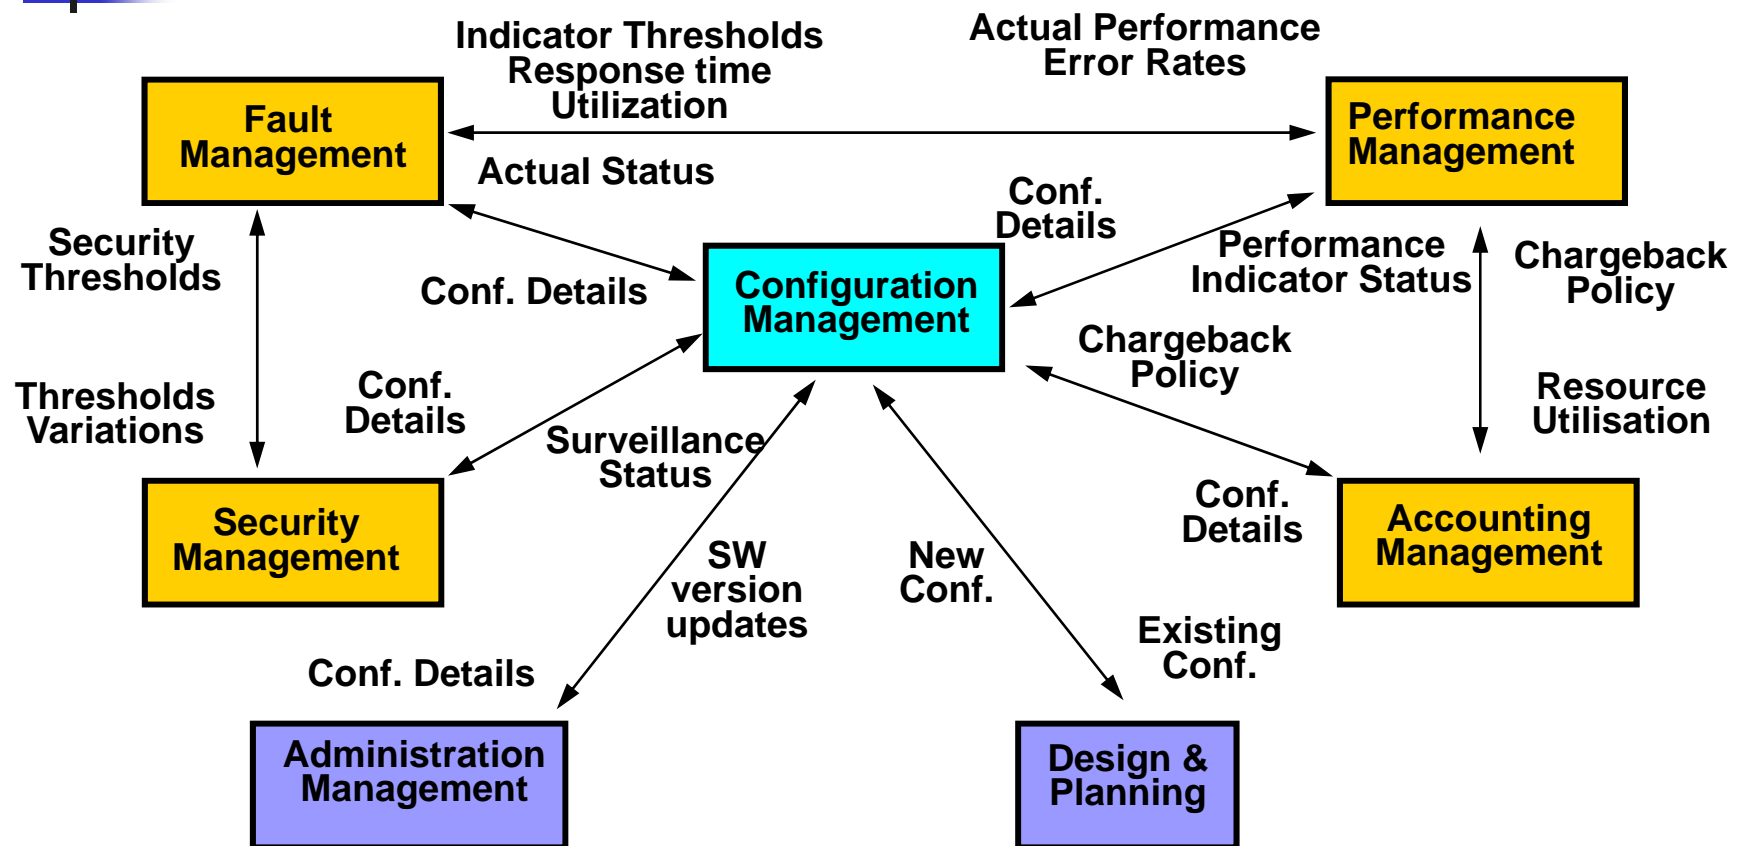 Indicator Thresholds
Response time
Utilization
Actual Performance
Error Rates
Fault
Management
Performance
Management
Actual Status
Conf.
Details
Security
Thresholds
Performance
Indicator Status
Chargeback
Policy
Conf. Details
Configuration
Management
Chargeback
Policy
Thresholds
Variations
Conf.
Details
Resource
Utilisation
Surveillance
Status
Security
Management
Conf.
Details
Accounting
Management
SW
version
updates
New
Conf.
Existing
Conf.
Conf. Details
Administration
Management
Design &
Planning